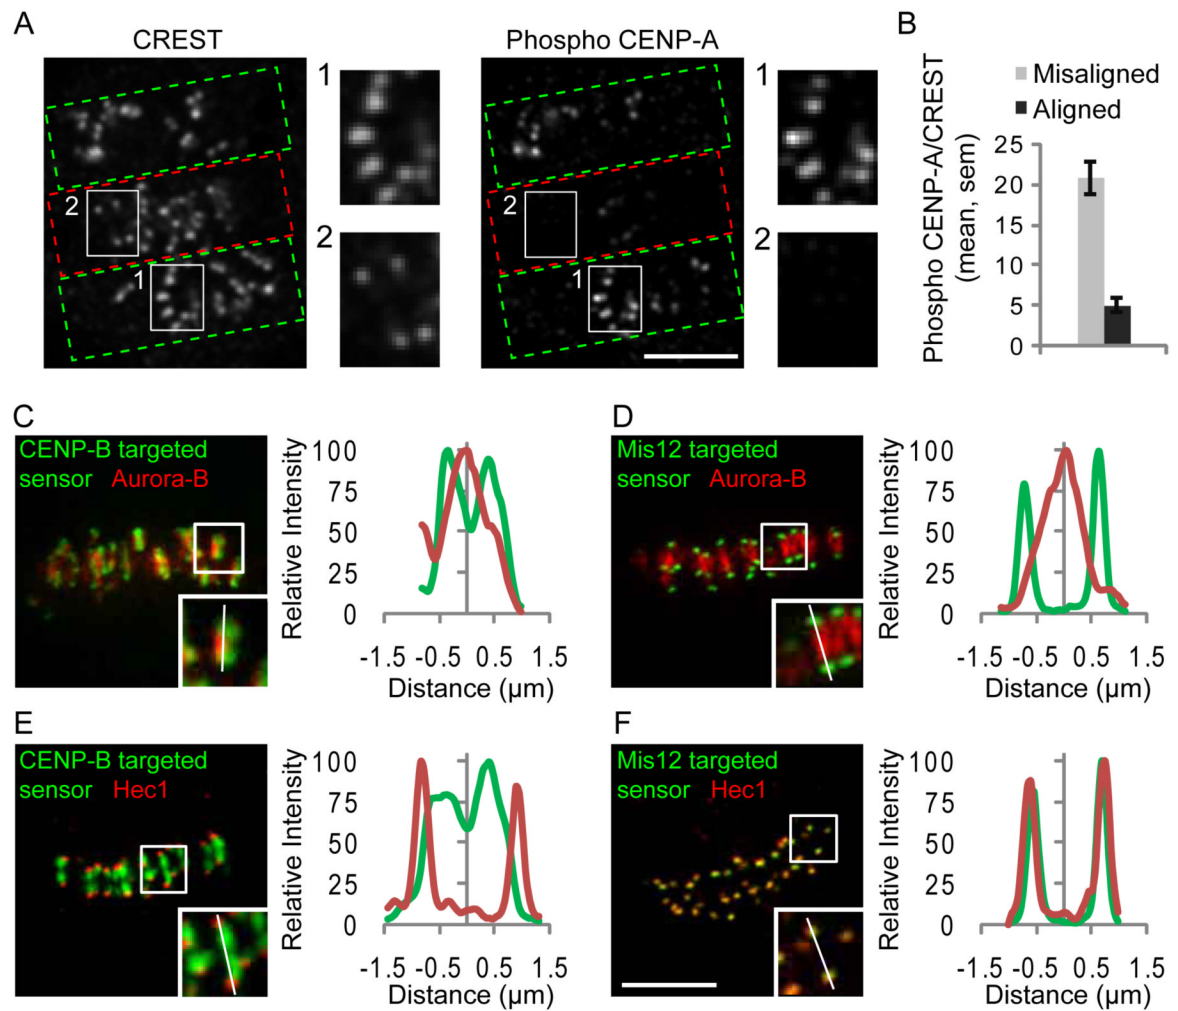 A
CREST
Phospho CENP-A
1
1
2
2
1
2
1
2
B
Misaligned
Aligned
Phospho CENP-A/CREST
(mean, sem)
25
20
15
10
5
0
C
CENP-B targeted
sensor Aurora-B
Relative Intensity
100
75
50
25
0
-1.5 -0.5 0.5 1.5
Distance (µm)
D
Mis12 targeted
sensor Aurora-B
Relative Intensity
100
75
50
25
0
-1.5 -0.5 0.5 1.5
Distance (µm)
E
CENP-B targeted
sensor Hec1
Relative Intensity
100
75
50
25
0
-1.5 -0.5 0.5 1.5
Distance (µm)
F
Mis12 targeted
sensor Hec1
Relative Intensity
100
75
50
25
0
-1.5 -0.5 0.5 1.5
Distance (µm)